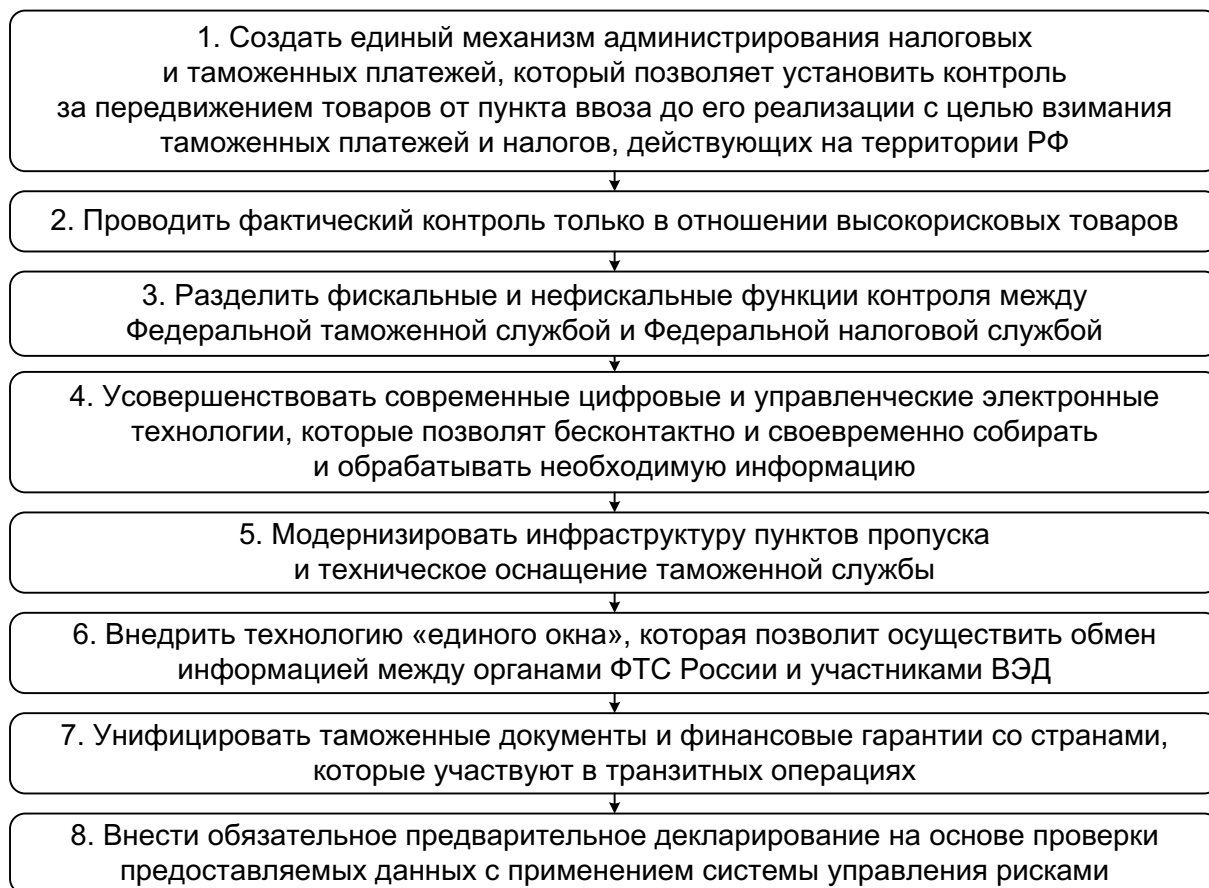 1. Создать единый механизм администрирования налоговых
и таможенных платежей, который позволяет установить контроль
за передвижением товаров от пункта ввоза до его реализации с целью взимания
таможенных платежей и налогов, действующих на территории РФ
2. Проводить фактический контроль только в отношении высокорисковых товаров
3. Разделить фискальные и нефискальные функции контроля между
Федеральной таможенной службой и Федеральной налоговой службой
4. Усовершенствовать современные цифровые и управленческие электронные
технологии, которые позволят бесконтактно и своевременно собирать
и обрабатывать необходимую информацию
5. Модернизировать инфраструктуру пунктов пропуска
и техническое оснащение таможенной службы
6. Внедрить технологию «единого окна», которая позволит осуществить обмен
информацией между органами ФТС России и участниками ВЭД
7. Унифицировать таможенные документы и финансовые гарантии со странами,
которые участвуют в транзитных операциях
8. Внести обязательное предварительное декларирование на основе проверки
предоставляемых данных с применением системы управления рисками